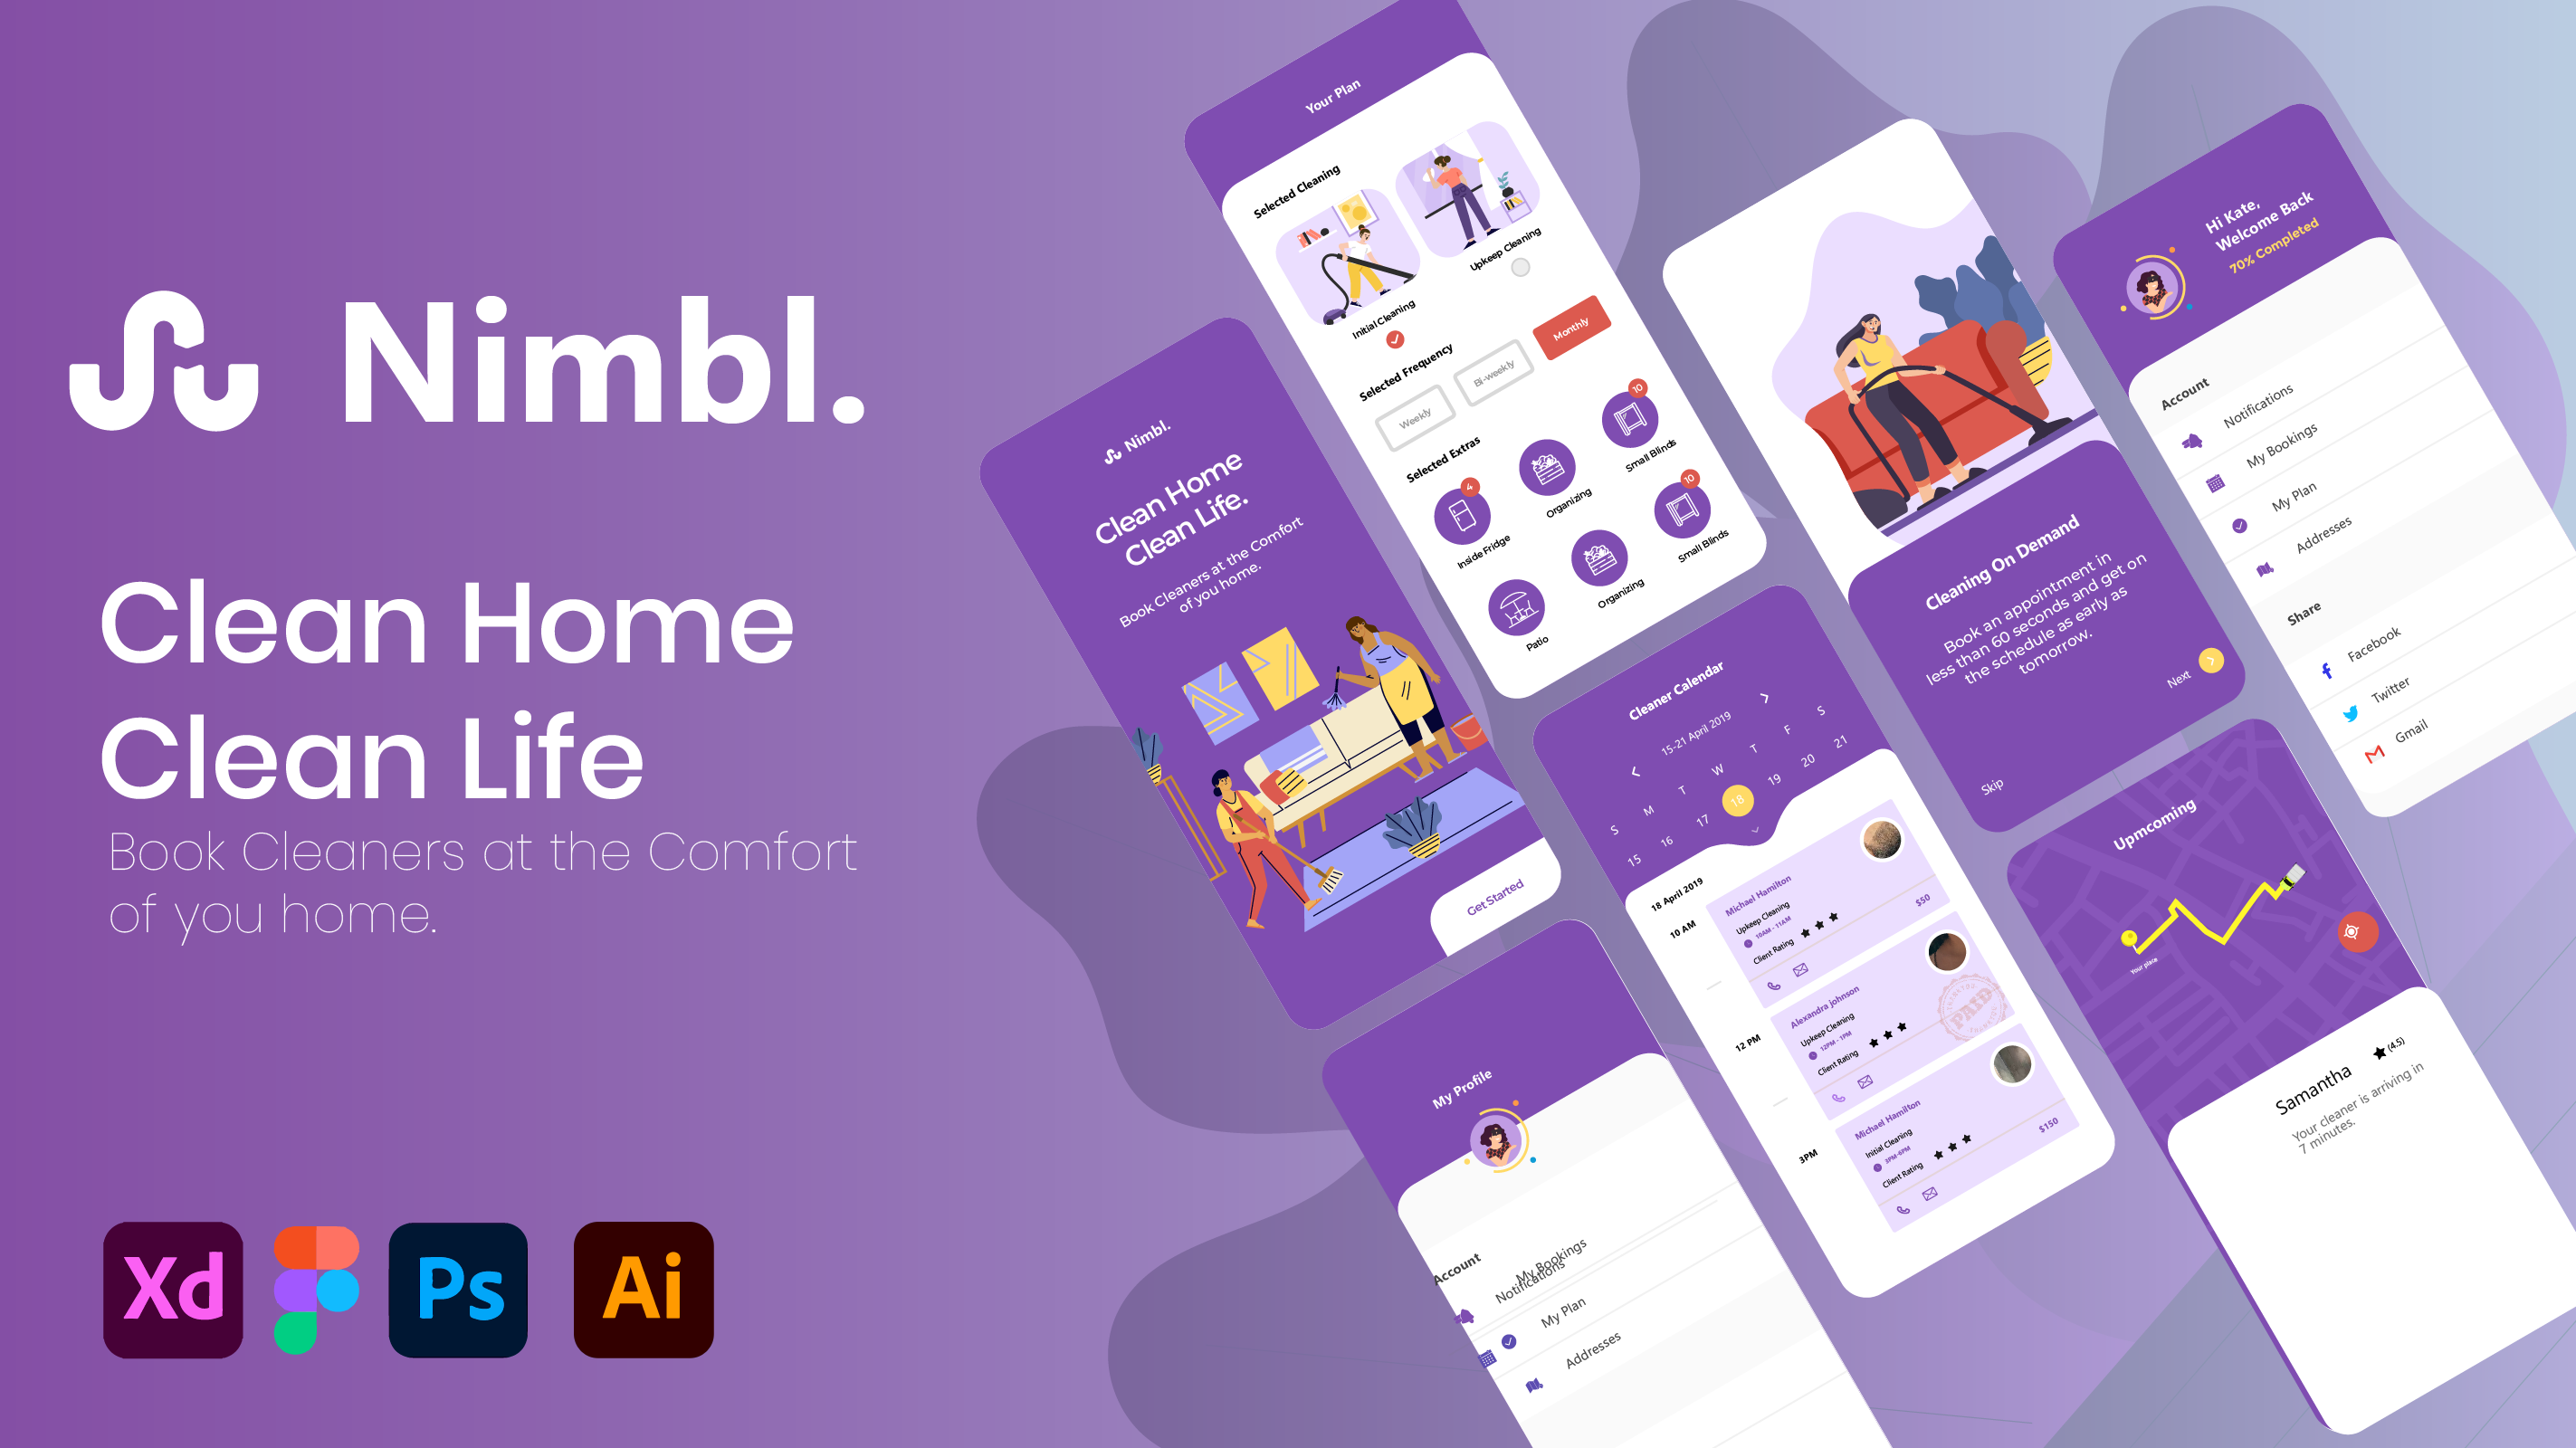 Nimbl.
Clean Home
Clean Life
Book Cleaners at the Comfort
of you home.
Xd
Ps
Ai
Nimbl.
Clean Home
Clean Life.
Book Cleaners at the Comfort
of your home.
Get Started
Your Plan
Selected Cleaning
Initial Cleaning
Upkeep Cleaning
Selected Frequency
Weekly
Bi-weekly
Monthly
Selected Extras
4
Inside Fridge
Organizing
10
Small Blinds
Patio
Organizing
10
Small Blinds
My Profile
Account
Notifications
My Bookings
My Plan
Addresses
Cleaner Calendar
15-21 April 2019
S M T W T F S
15 16 17 18 19 20 21
18 April 2019
10 AM
Michael Hamilton
Upkeep Cleaning
10AM - 11AM
Client Rating
$50
12 PM
Alexandra johnson
Upkeep Cleaning
12PM - 1PM
Client Rating
PAID
3PM
Michael Hamilton
Initial Cleaning
3PM-6PM
Client Rating
$150
Cleaning On Demand
Book an appointment in
less than 60 seconds and get on
the schedule as early as
tomorrow.
Skip
Next
Hi Kate,
Welcome Back
70% Completed
Account
Notifications
My Bookings
My Plan
Addresses
Share
Facebook
Twitter
Gmail
Upmcoming
Your place
Samantha
(4.5)
Your cleaner is arriving in
7 minutes.